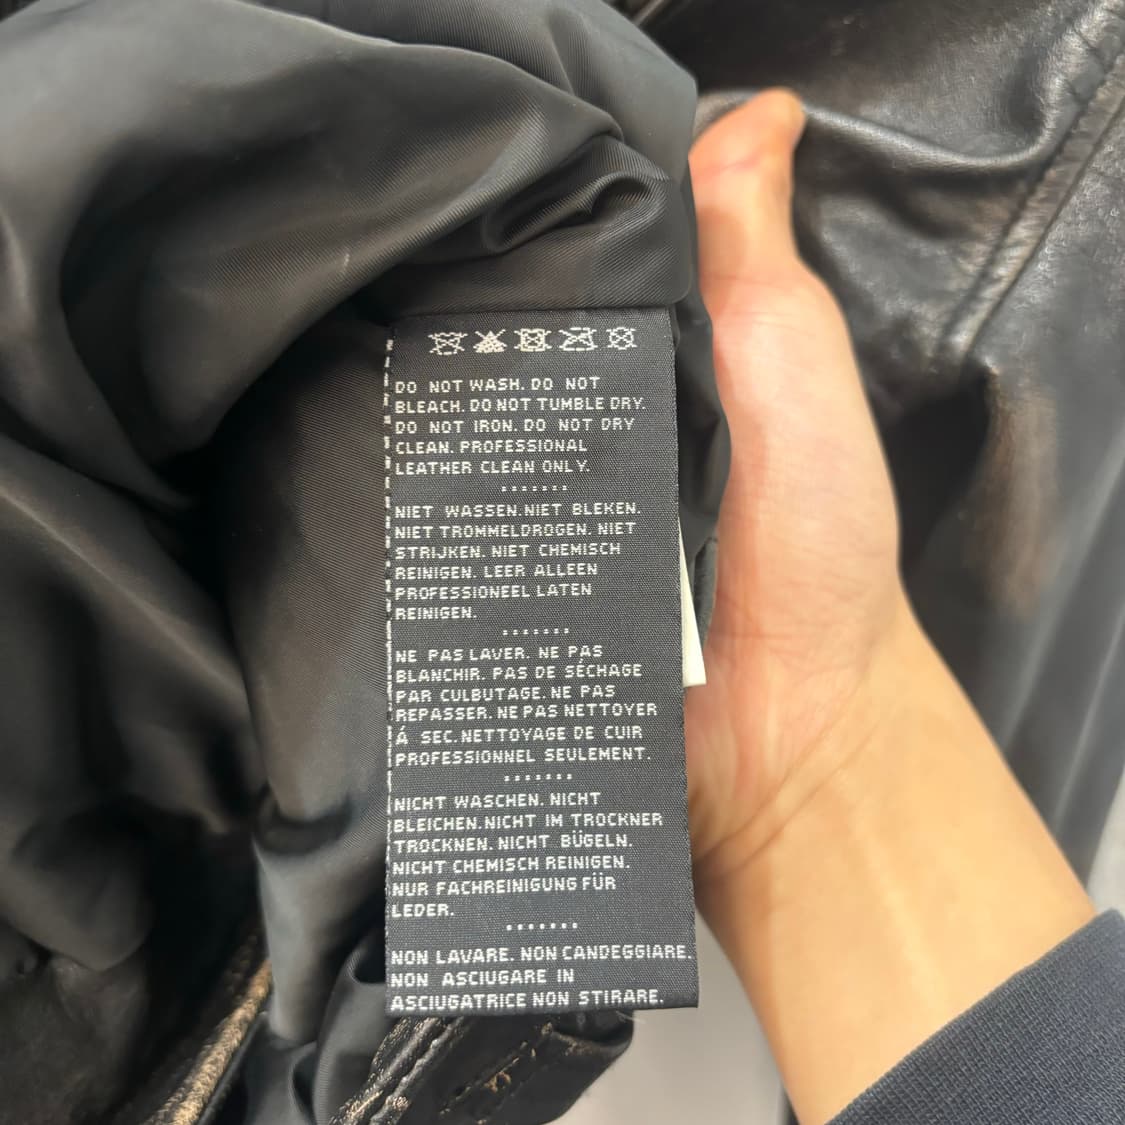 DO NOT WASH. DO NOT
BLEACH. DO NOT TUMBLE DRY.
DO NOT IRON. DO NOT DRY
CLEAN. PROFESSIONAL
LEATHER CLEAN ONLY.
NIET WASSEN.NIET BLEKEN.
NIET TROMMELDROGEN. NIET
STRIJKEN. NIET CHEMISCH
REINIGEN. LEER ALLEEN
PROFESSIONEEL LATEN
REINIGEN.
NE PAS LAVER. NE PAS
BLANCHIR. PAS DE SÉCHAGE
PAR CULBUTAGE. NE PAS
REPASSER. NE PAS NETTOYER
Á SEC.NETTOYAGE DE CUIR
PROFESSIONNEL SEULEMENT.
NICHT WASCHEN. NICHT
BLEICHEN.NICHT IM TROCKNER
TROCKNEN. NICHT BÜGELN.
NICHT CHEMISCH REINIGEN.
NUR FACHREINIGUNG FÜR
LEDER.
NON LAVARE. NON CANDEGGIARE.
NON ASCIUGARE IN
ASCIUGATRICE NON STIRARE.